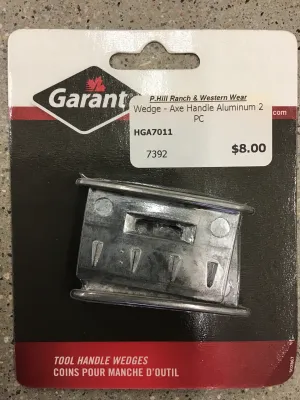 Garant
P.Hill Ranch & Western Wear
Wedge - Axe Handle Aluminum 2
PC
HGA7011
7392
$8.00
.com
TOOL HANDLE WEDGES
COINS POUR MANCHE D'OUTIL